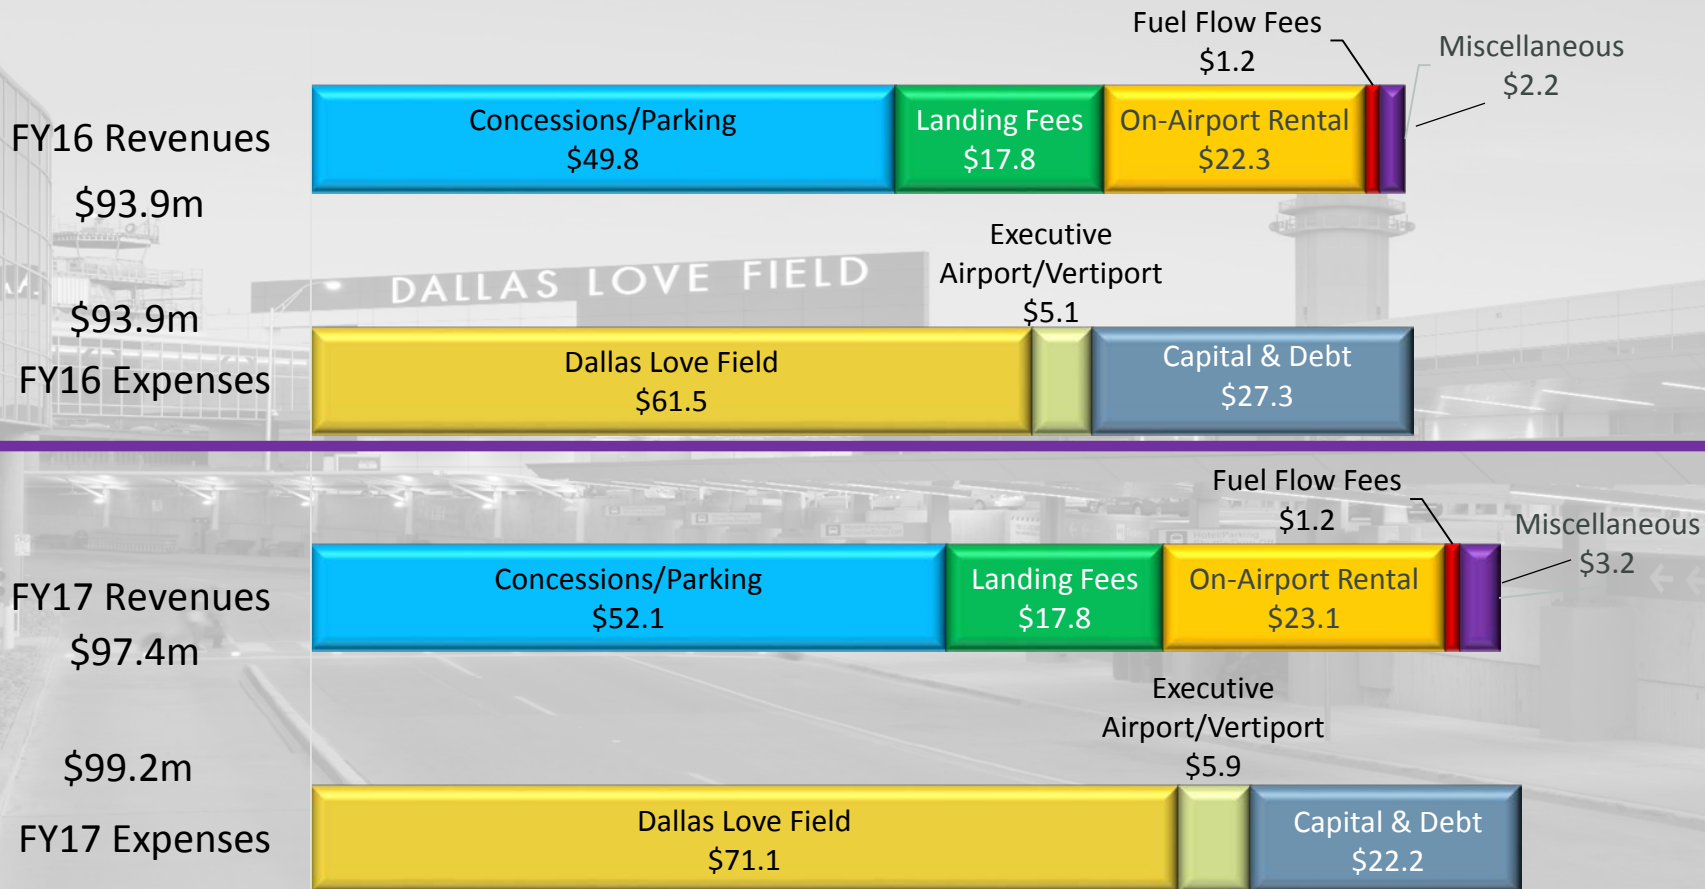 Fuel Flow Fees
$1.2
Miscellaneous
$2.2
FY16 Revenues
$93.9m
Concessions/Parking
$49.8
Landing Fees
$17.8
On-Airport Rental
$22.3
DALLAS LOVE FIELD
Executive
Airport/Vertiport
$5.1
$93.9m
FY16 Expenses
Dallas Love Field
$61.5
Capital & Debt
$27.3
Fuel Flow Fees
$1.2
Miscellaneous
$3.2
FY17 Revenues
$97.4m
Concessions/Parking
$52.1
Landing Fees
$17.8
On-Airport Rental
$23.1
Executive
Airport/Vertiport
$5.9
$99.2m
FY17 Expenses
Dallas Love Field
$71.1
Capital & Debt
$22.2